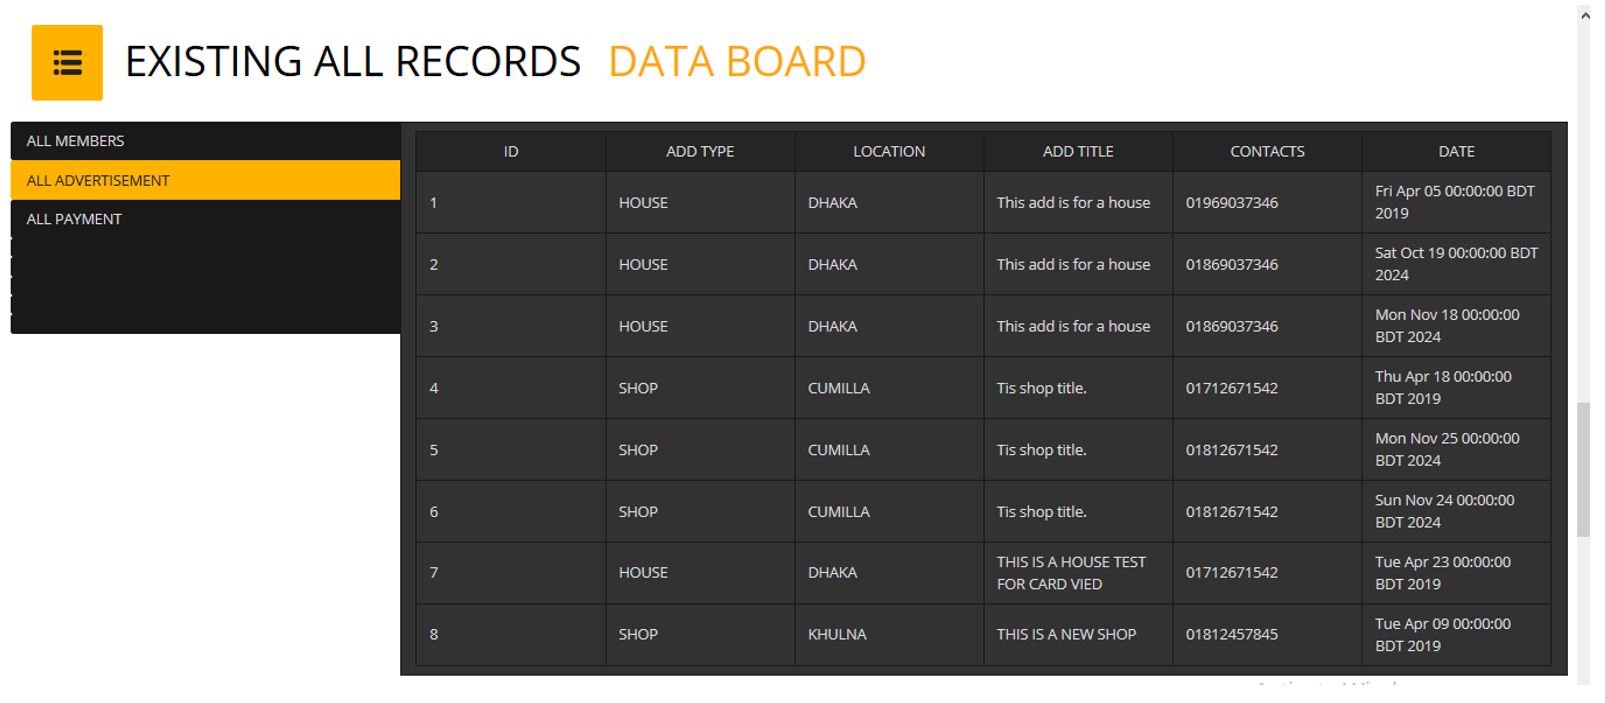 EXISTING ALL RECORDS DATA BOARD
ALL MEMBERS
ALL ADVERTISEMENT
ALL PAYMENT
ID ADD TYPE LOCATION ADD TITLE CONTACTS DATE
1 HOUSE DHAKA This add is for a house 01969037346 Fri Apr 05 00:00:00 BDT
2019
2 HOUSE DHAKA This add is for a house 01869037346 Sat Oct 19 00:00:00 BDT
2024
3 HOUSE DHAKA This add is for a house 01869037346 Mon Nov 18 00:00:00
BDT 2024
4 SHOP CUMILLA Tis shop title. 01712671542 Thu Apr 18 00:00:00
BDT 2019
5 SHOP CUMILLA Tis shop title. 01812671542 Mon Nov 25 00:00:00
BDT 2024
6 SHOP CUMILLA Tis shop title. 01812671542 Sun Nov 24 00:00:00
BDT 2024
7 HOUSE DHAKA THIS IS A HOUSE TEST
FOR CARD VIED 01712671542 Tue Apr 23 00:00:00
BDT 2019
8 SHOP KHULNA THIS IS A NEW SHOP 01812457845 Tue Apr 09 00:00:00
BDT 2019